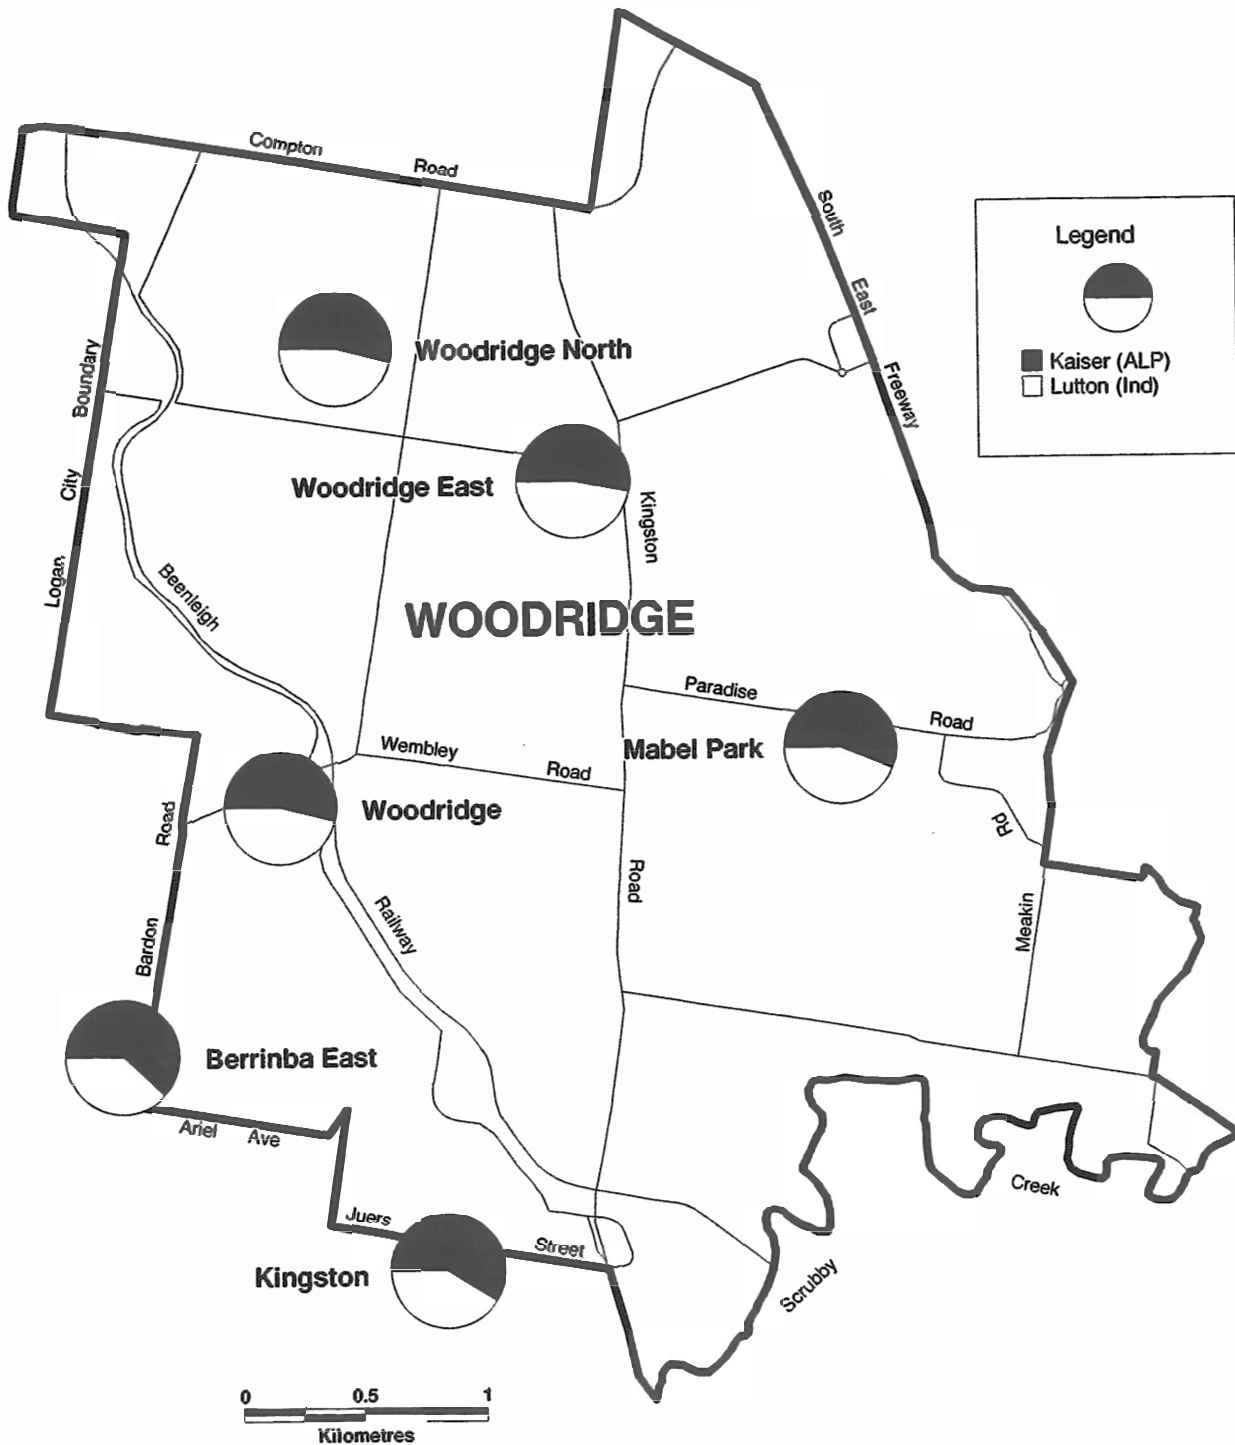 Compton Road
South East Freeway
Legend
Kaiser (ALP)
Lutton (Ind)
Woodridge North
Logan City Boundary
Woodridge East
Kingston
Beenleigh
WOODRIDGE
Paradise Road
Mabel Park
Wembley Road
Woodridge
Road
Rd
Road
Railway
Meakin
Bardon
Berrinba East
Ariel Ave
Creek
Juers Street
Kingston
Scrubby
0 0.5 1
Kilometres